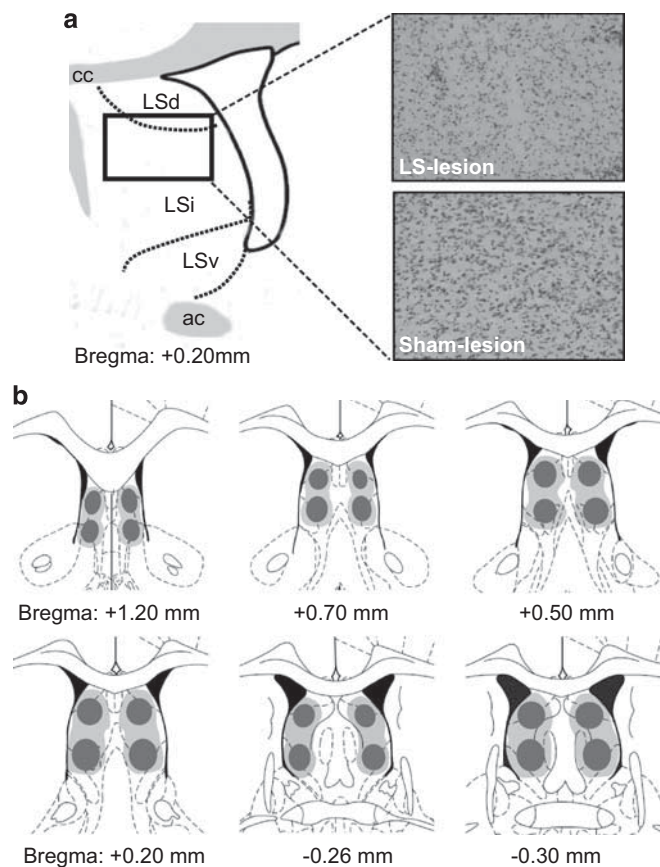 a
cc
LSd
LSi
LSv
ac
Bregma: +0.20mm
LS-lesion
Sham-lesion
b
Bregma: +1.20 mm
+0.70 mm
+0.50 mm
Bregma: +0.20 mm
-0.26 mm
-0.30 mm